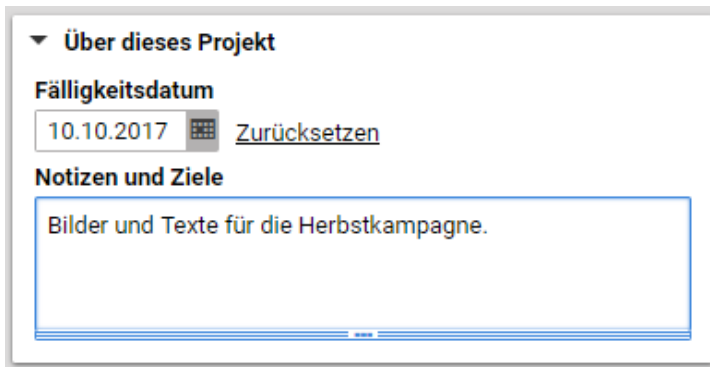 Über dieses Projekt
Fälligkeitsdatum
10.10.2017 Zurücksetzen
Notizen und Ziele
Bilder und Texte für die Herbstkampagne.